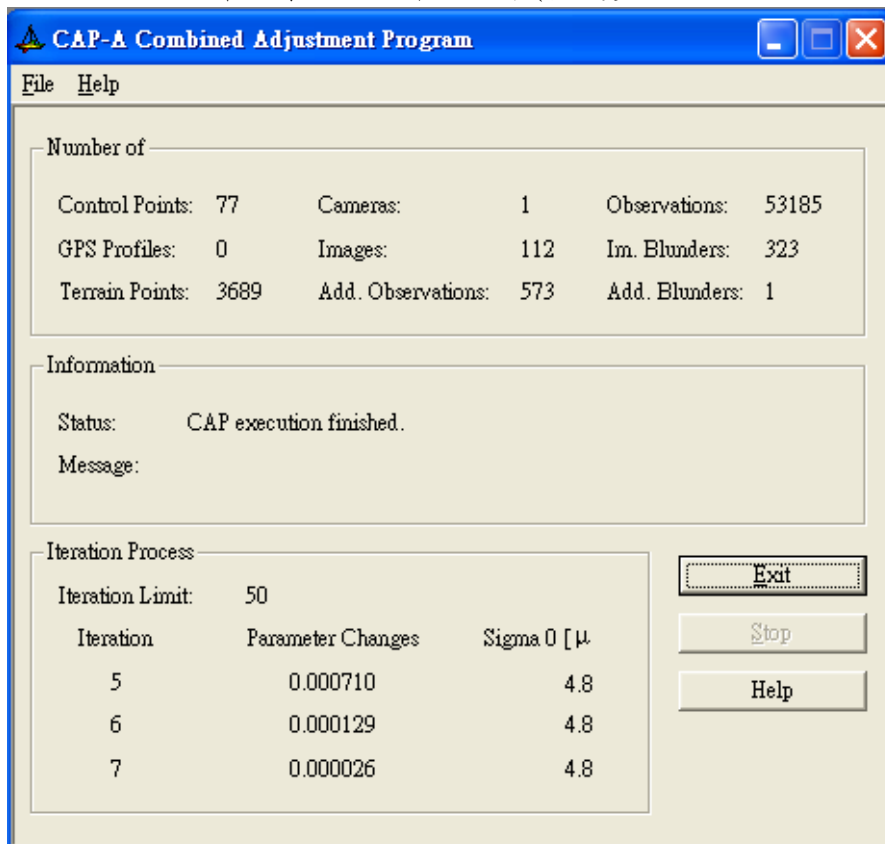 CAP-A Combined Adjustment Program
File Help
Number of
Control Points: 77 Cameras: 1 Observations: 53185
GPS Profiles: 0 Images: 112 Im. Blunders: 323
Terrain Points: 3689 Add. Observations: 573 Add. Blunders: 1
Information
Status: CAP execution finished.
Message:
Iteration Process
Iteration Limit: 50
Iteration Parameter Changes Sigma 0 [μ
5 0.000710 4.8
6 0.000129 4.8
7 0.000026 4.8
Exit
Stop
Help